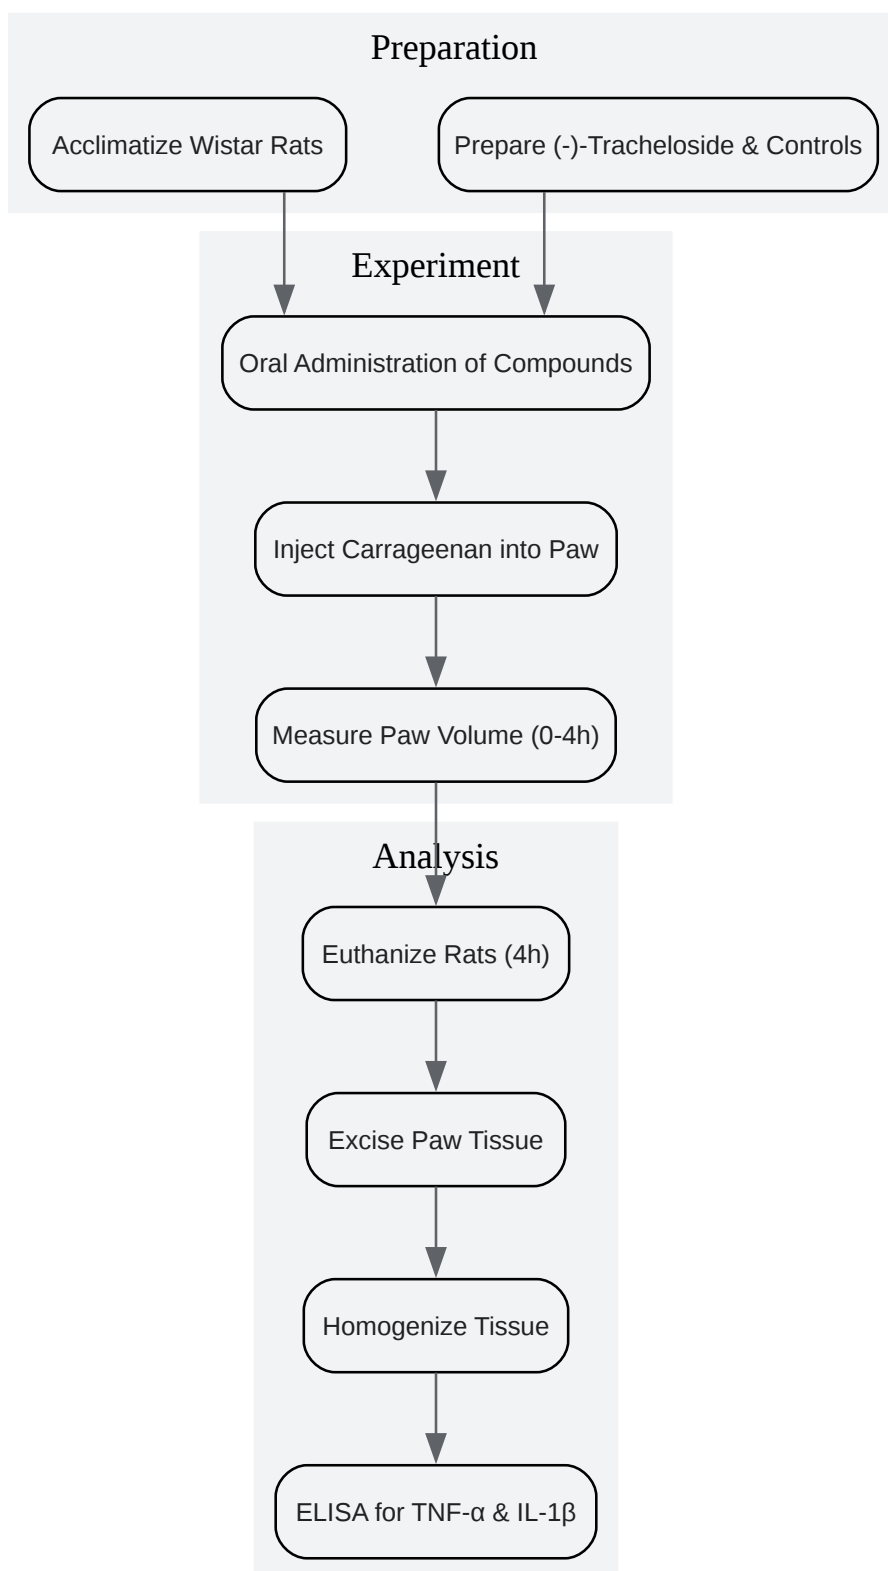 Preparation
Acclimatize Wistar Rats
Prepare (-)-Tracheloside & Controls
Experiment
Oral Administration of Compounds
Inject Carrageenan into Paw
Measure Paw Volume (0-4h)
Analysis
Euthanize Rats (4h)
Excise Paw Tissue
Homogenize Tissue
ELISA for TNF-α & IL-1β